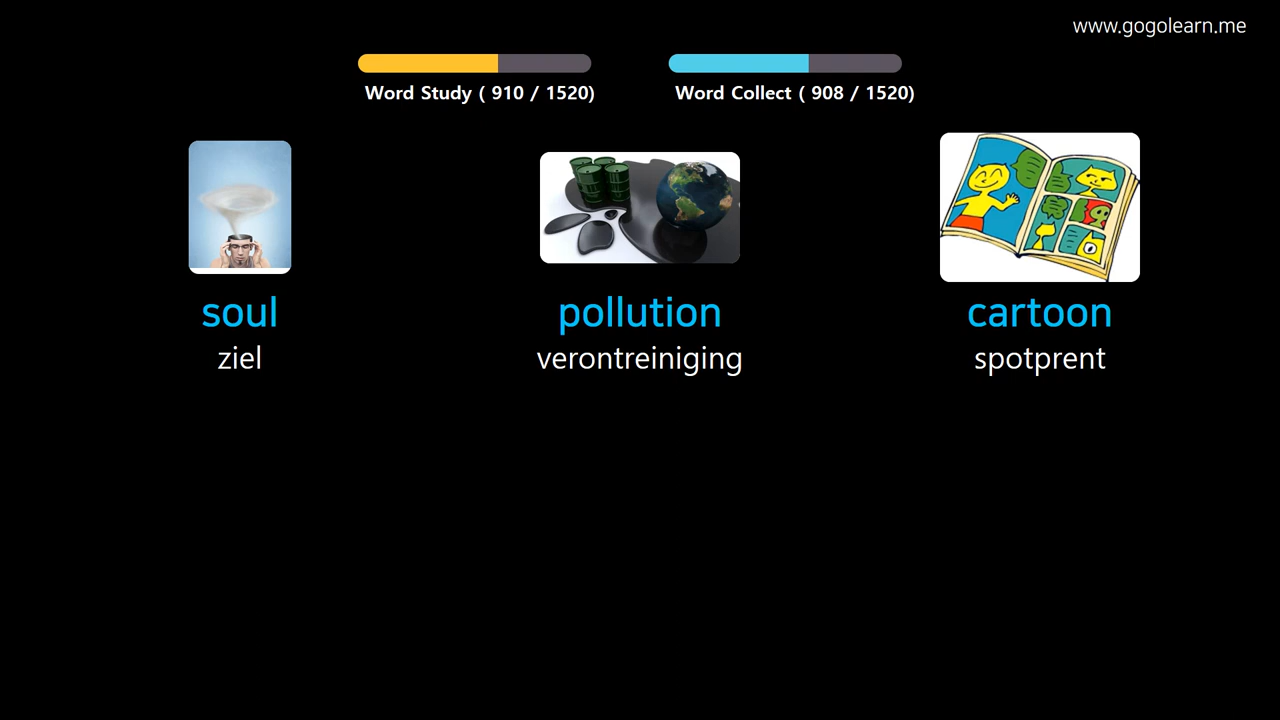 www.gogolearn.me
Word Study ( 910 / 1520)
Word Collect ( 908 / 1520)
soul
ziel
pollution
verontreiniging
cartoon
spotprent